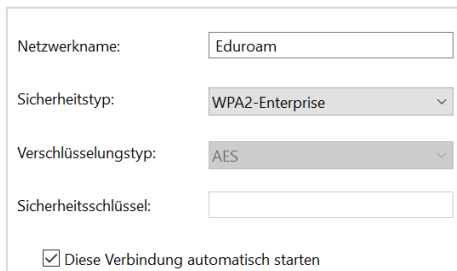 Netzwerkname: Eduroam
Sicherheitstyp: WPA2-Enterprise
Verschlüsselungstyp: AES
Sicherheitsschlüssel:
Diese Verbindung automatisch starten